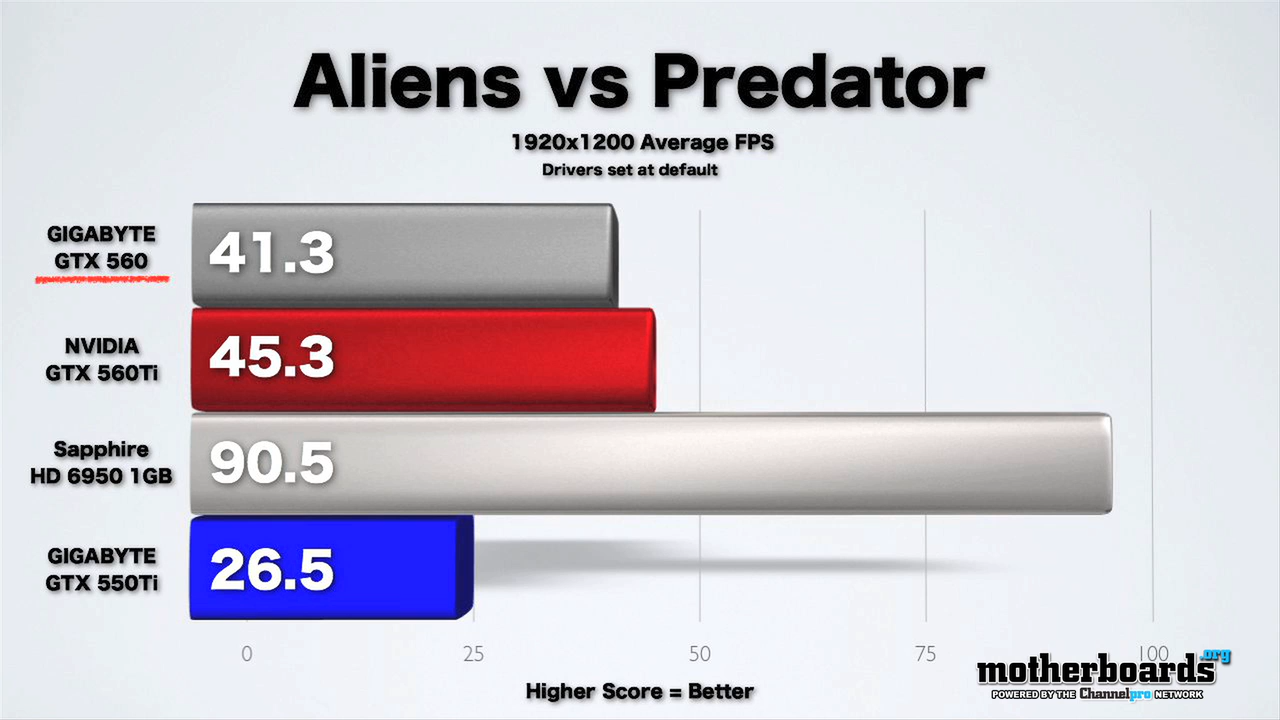 Aliens vs Predator
1920x1200 Average FPS
Drivers set at default
GIGABYTE
GTX 560
41.3
NVIDIA
GTX 560Ti
45.3
Sapphire
HD 6950 1GB
90.5
GIGABYTE
GTX 550Ti
26.5
0 25 50 75 100
Higher Score = Better
motherboards.org
POWERED BY THE Channelpro NETWORK